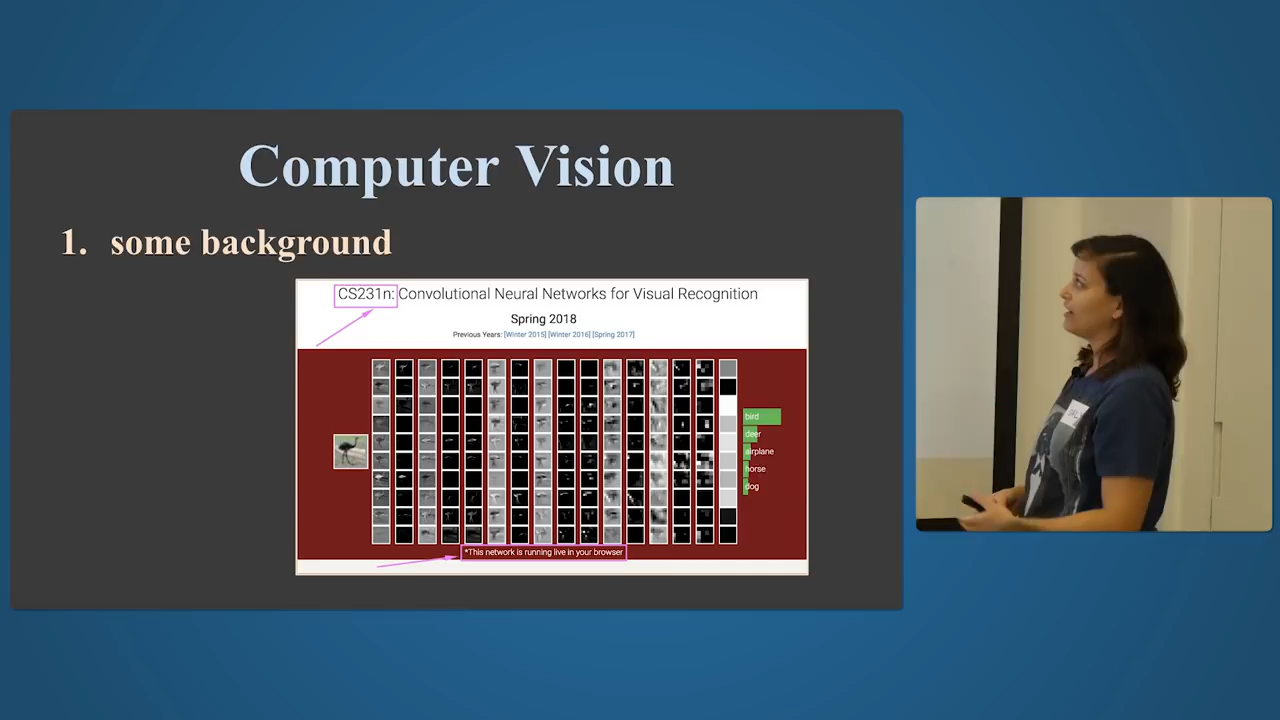 Computer Vision
1. some background
CS231n: Convolutional Neural Networks for Visual Recognition
Spring 2018
Previous Years: [Winter 2015] [Winter 2016] [Spring 2017]
bird
deer
airplane
horse
dog
*This network is running live in your browser